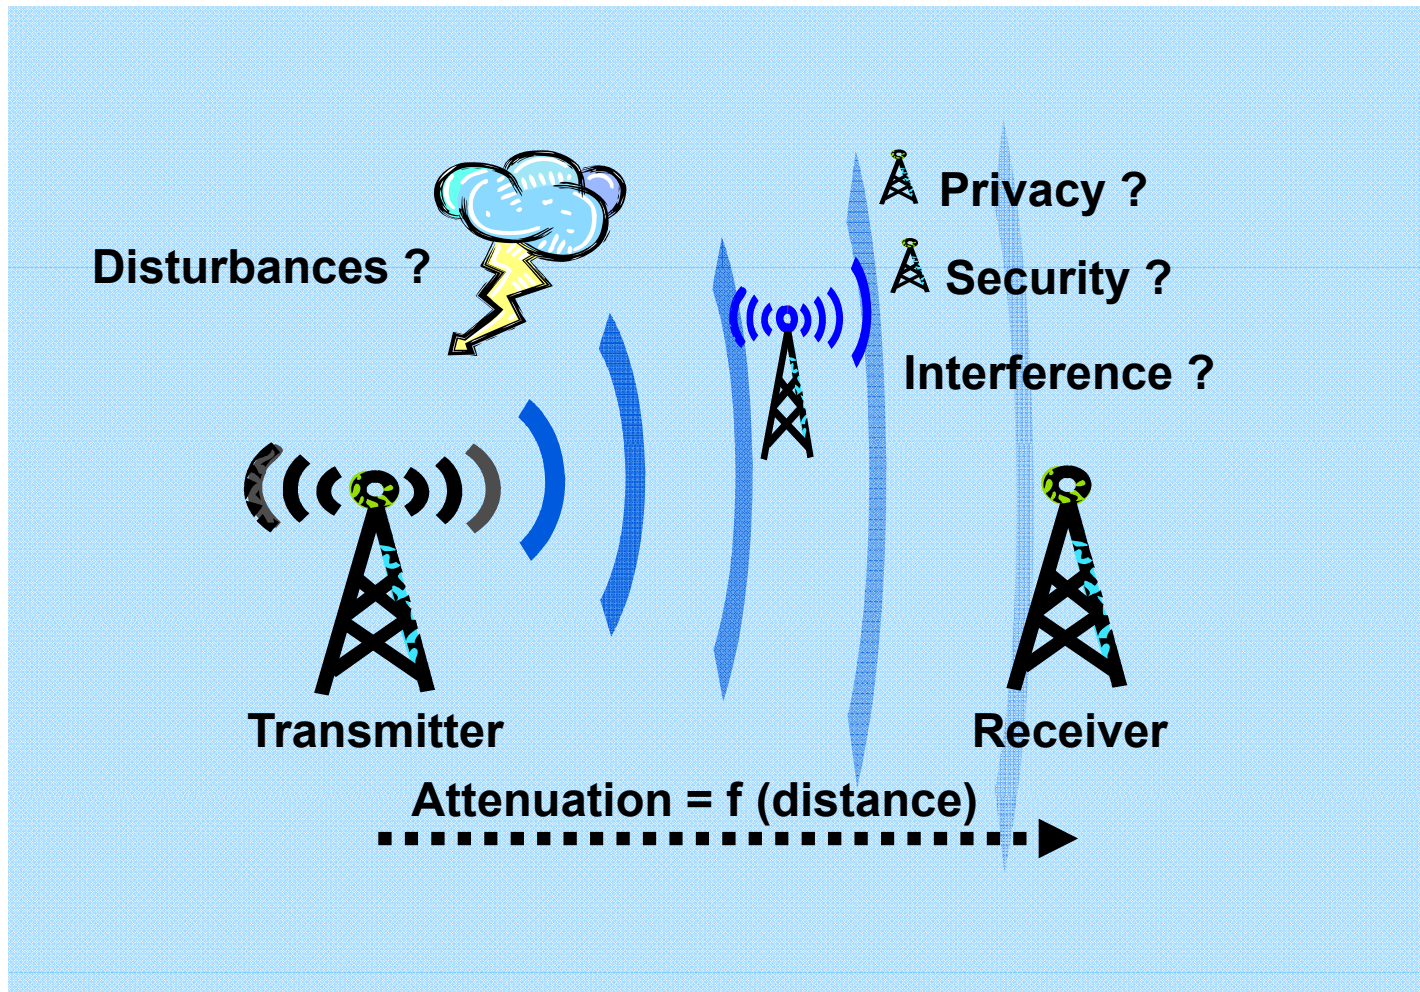 Privacy ?
Disturbances ?
Security ?
Interference ?
Transmitter
Receiver
Attenuation = f (distance)